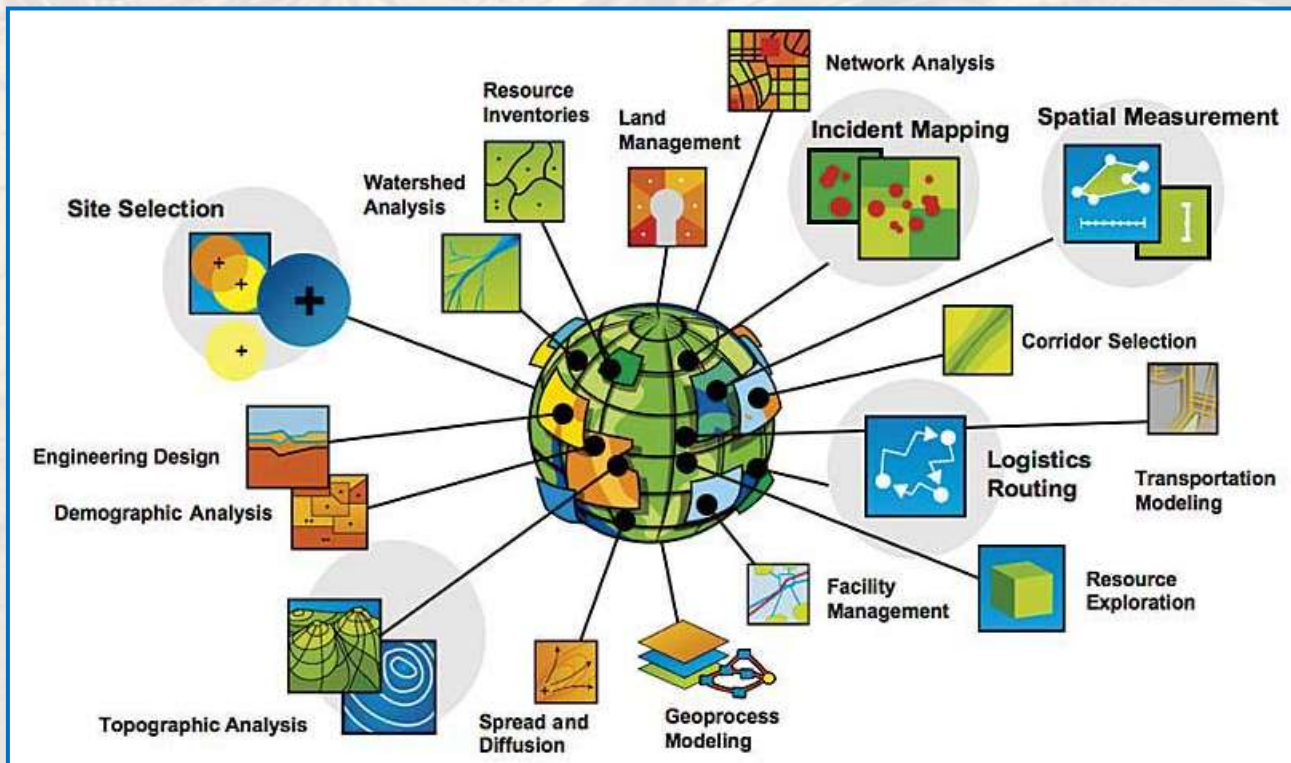 Network Analysis
Resource
Inventories
Land
Management
Incident Mapping
Spatial Measurement
Watershed
Analysis
Site Selection
Corridor Selection
Engineering Design
Logistics
Routing
Transportation
Modeling
Demographic Analysis
Resource
Exploration
Facility
Management
Topographic Analysis
Spread and
Diffusion
Geoprocess
Modeling